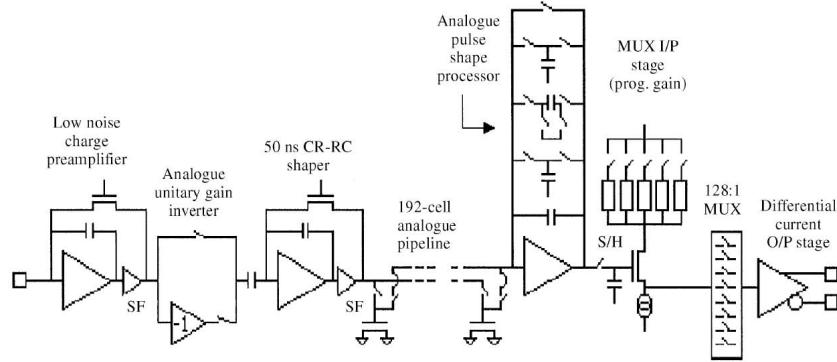 Analogue
pulse
shape
processor
MUX I/P
stage
(prog. gain)
Low noise
charge
preamplifier
Analogue
unitary gain
inverter
50 ns CR-RC
shaper
192-cell
analogue
pipeline
128:1
MUX
Differential
current
O/P stage
S/H
SF
-1
SF